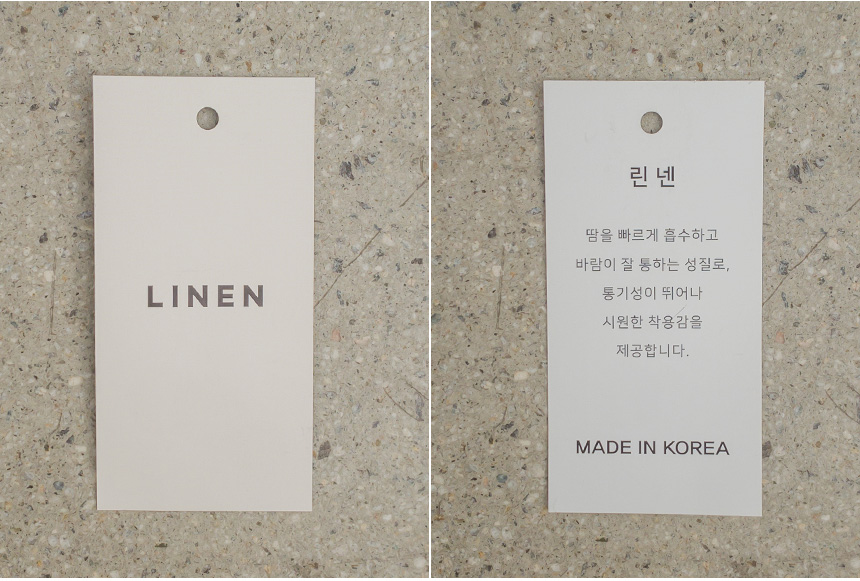 LINEN
린넨
땀을 빠르게 흡수하고
바람이 잘 통하는 성질로,
통기성이 뛰어나
시원한 착용감을
제공합니다.
MADE IN KOREA